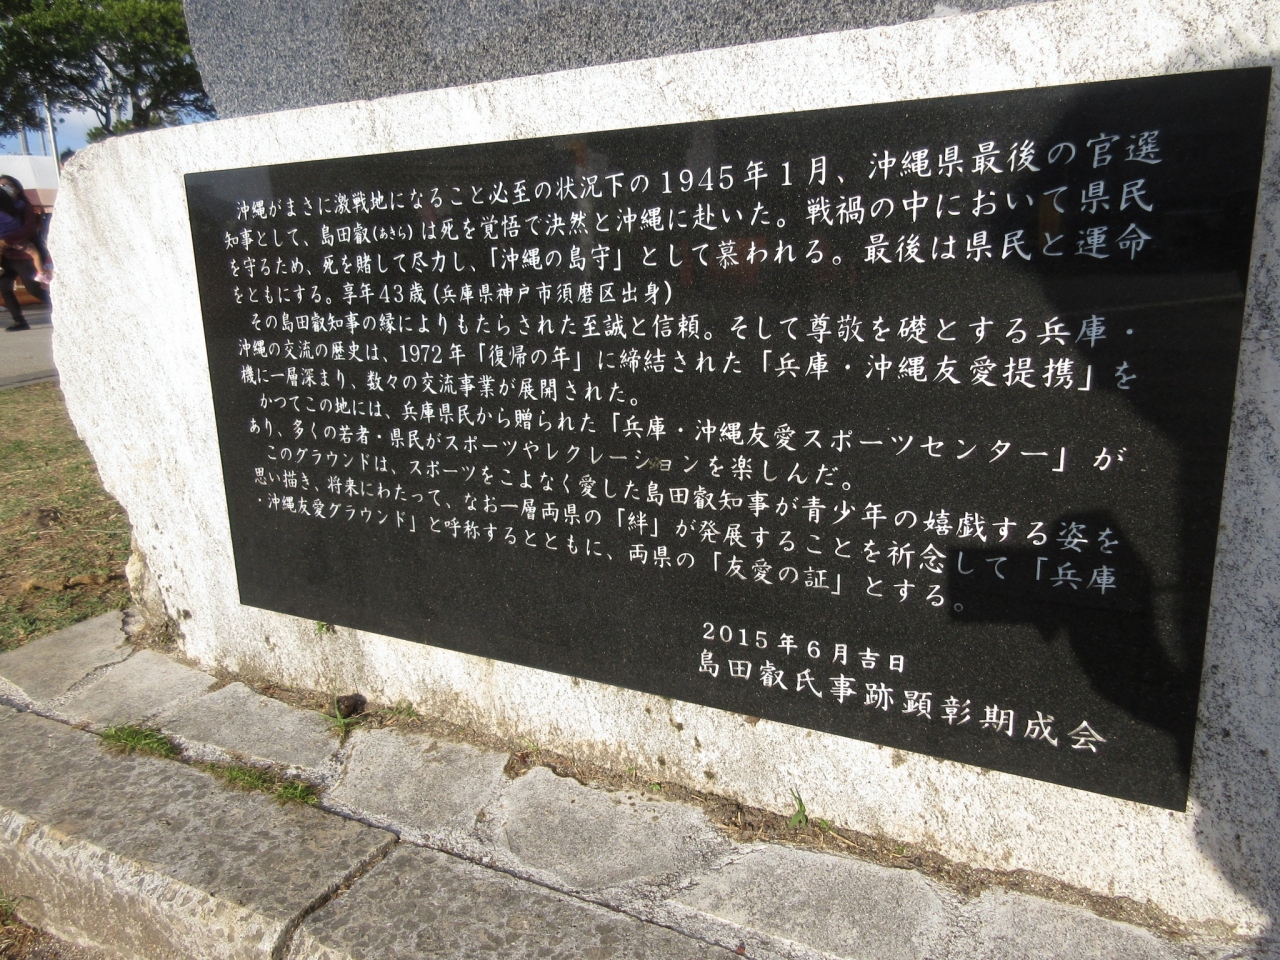 沖縄がまさに激戦地になること必至の状況下の1945年1月、沖縄県最後の官選
知事として、島田叡(あきら)は死を覚悟で決然と沖縄に赴いた。戦禍の中において県民
を守るため、死を賭して尽力し、「沖縄の島守」として慕われる。最後は県民と運命
をともにする。享年43歳(兵庫県神戸市須磨区出身)
その島田叡知事の縁によりもたらされた至誠と信頼。そして尊敬を礎とする兵庫・
沖縄の交流の歴史は、1972年「復帰の年」に締結された「兵庫・沖縄友愛提携」を
機に一層深まり、数々の交流事業が展開された。
かつてこの地には、兵庫県民から贈られた「兵庫・沖縄友愛スポーツセンター」が
あり、多くの若者・県民がスポーツやレクレーションを楽しんだ。
このグラウンドは、スポーツをこよなく愛した島田叡知事が青少年の嬉戯する姿を
思い描き、将来にわたって、なお一層両県の「絆」が発展することを祈念して「兵庫
・沖縄友愛グラウンド」と呼称するとともに、両県の「友愛の証」とする。
2015年6月吉日
島田叡氏事跡顕彰期成会